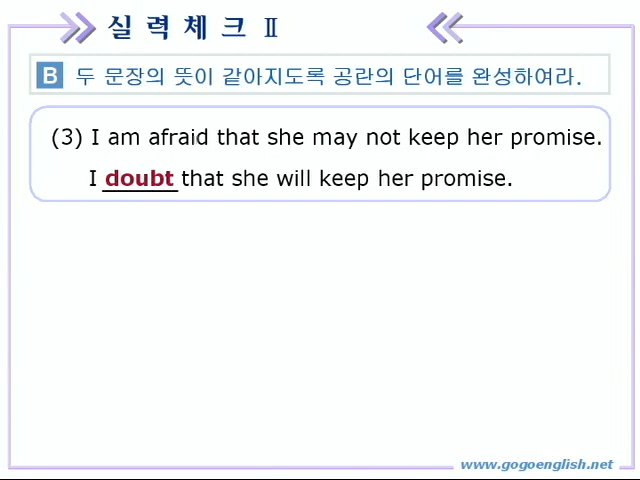 실 력 체 크 Ⅱ
B 두 문장의 뜻이 같아지도록 공란의 단어를 완성하여라.
(3) I am afraid that she may not keep her promise.
I doubt that she will keep her promise.
www.gogoenglish.net